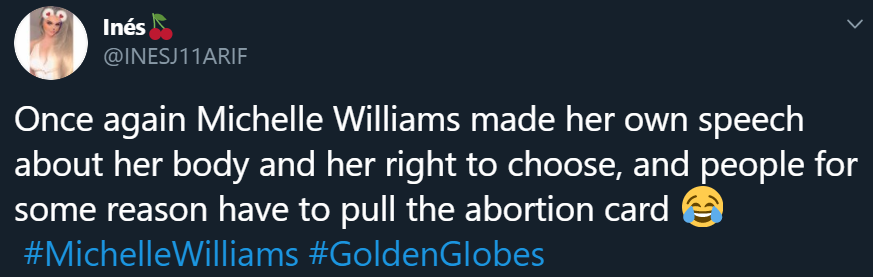 Inés🍒
@INESJ11ARIF
Once again Michelle Williams made her own speech
about her body and her right to choose, and people for
some reason have to pull the abortion card 😂
#MichelleWilliams #GoldenGlobes